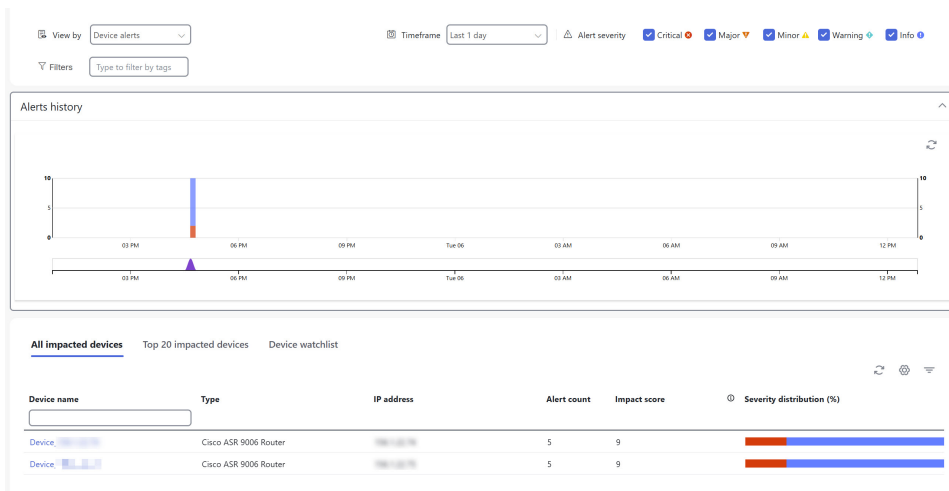 View by Device alerts Timeframe Last 1 day Alert severity Critical Major Minor Warning Info
Filters Type to filter by tags
Alerts history
10 10
5 5
0 0
03 PM 06 PM 09 PM Tue 06 03 AM 06 AM 09 AM 12 PM
03 PM 06 PM 09 PM Tue 06 03 AM 06 AM 09 AM 12 PM
All impacted devices Top 20 impacted devices Device watchlist
Device name Type IP address Alert count Impact score Severity distribution (%)
Device_ Cisco ASR 9006 Router 5 9
Device_ Cisco ASR 9006 Router 5 9